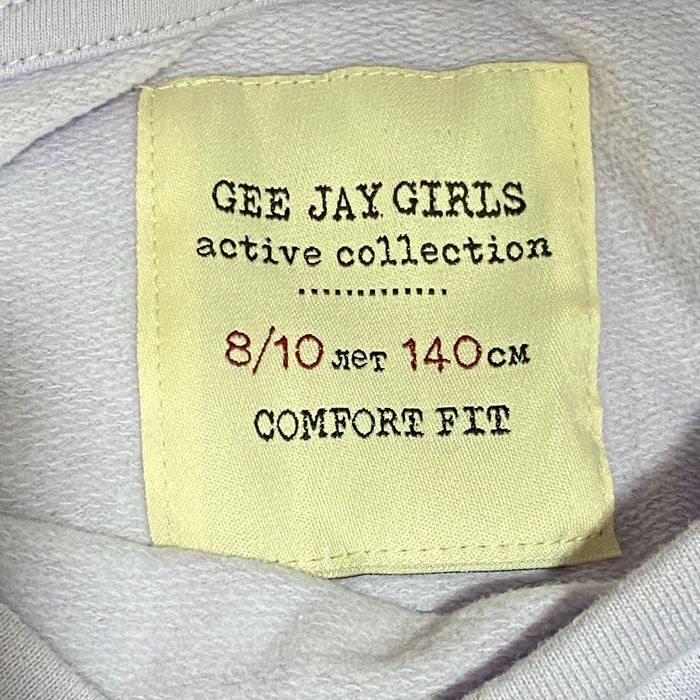 GEE JAY GIRLS
active collection
.............
8/10 лет 140см
COMFORT FIT